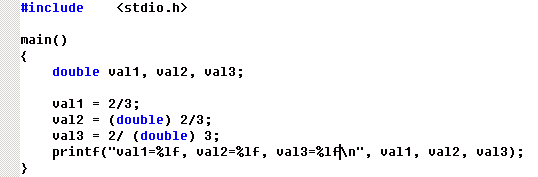 #include    <stdio.h>
main()
{
    double val1, val2, val3;
    val1 = 2/3;
    val2 = (double) 2/3;
    val3 = 2/ (double) 3;
    printf("val1=%lf, val2=%lf, val3=%lf\n", val1, val2, val3);
}